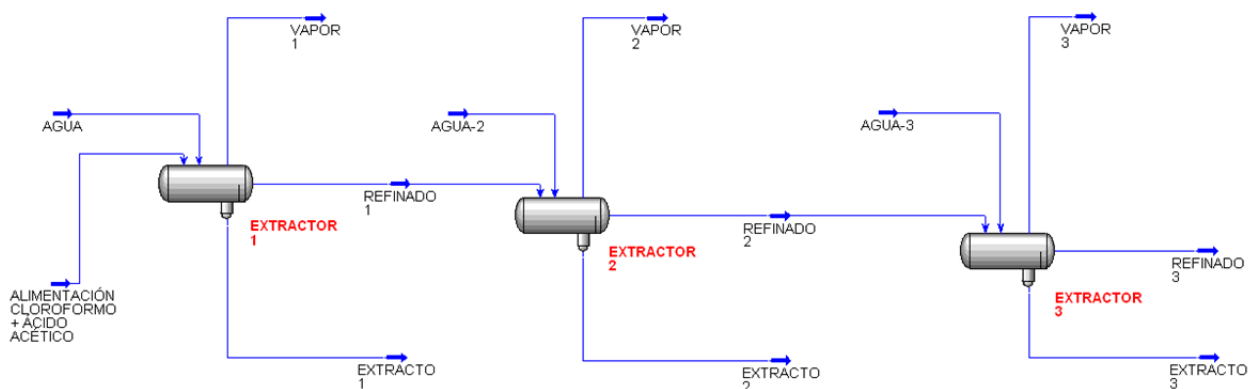 VAPOR
1
VAPOR
2
VAPOR
3
AGUA
AGUA-2
AGUA-3
REFINADO
1
EXTRACTOR
1
REFINADO
2
EXTRACTOR
2
REFINADO
3
EXTRACTOR
3
ALIMENTACIÓN
CLOROFORMO
+ ÁCIDO
ACÉTICO
EXTRACTO
1
EXTRACTO
2
EXTRACTO
3